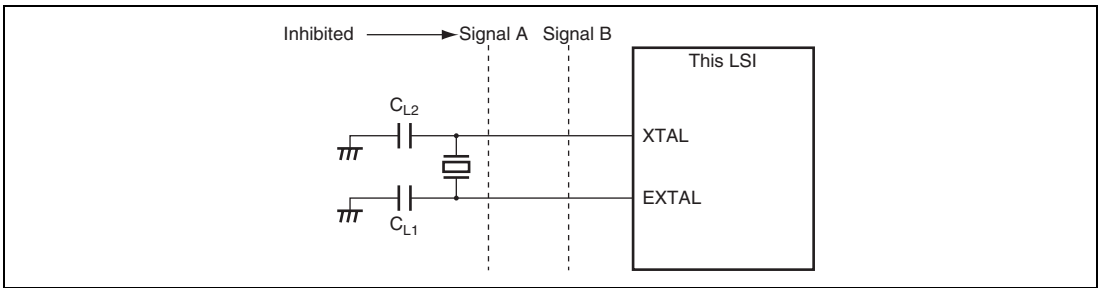 Inhibited Signal A Signal B
This LSI
CL2
XTAL
EXTAL
CL1